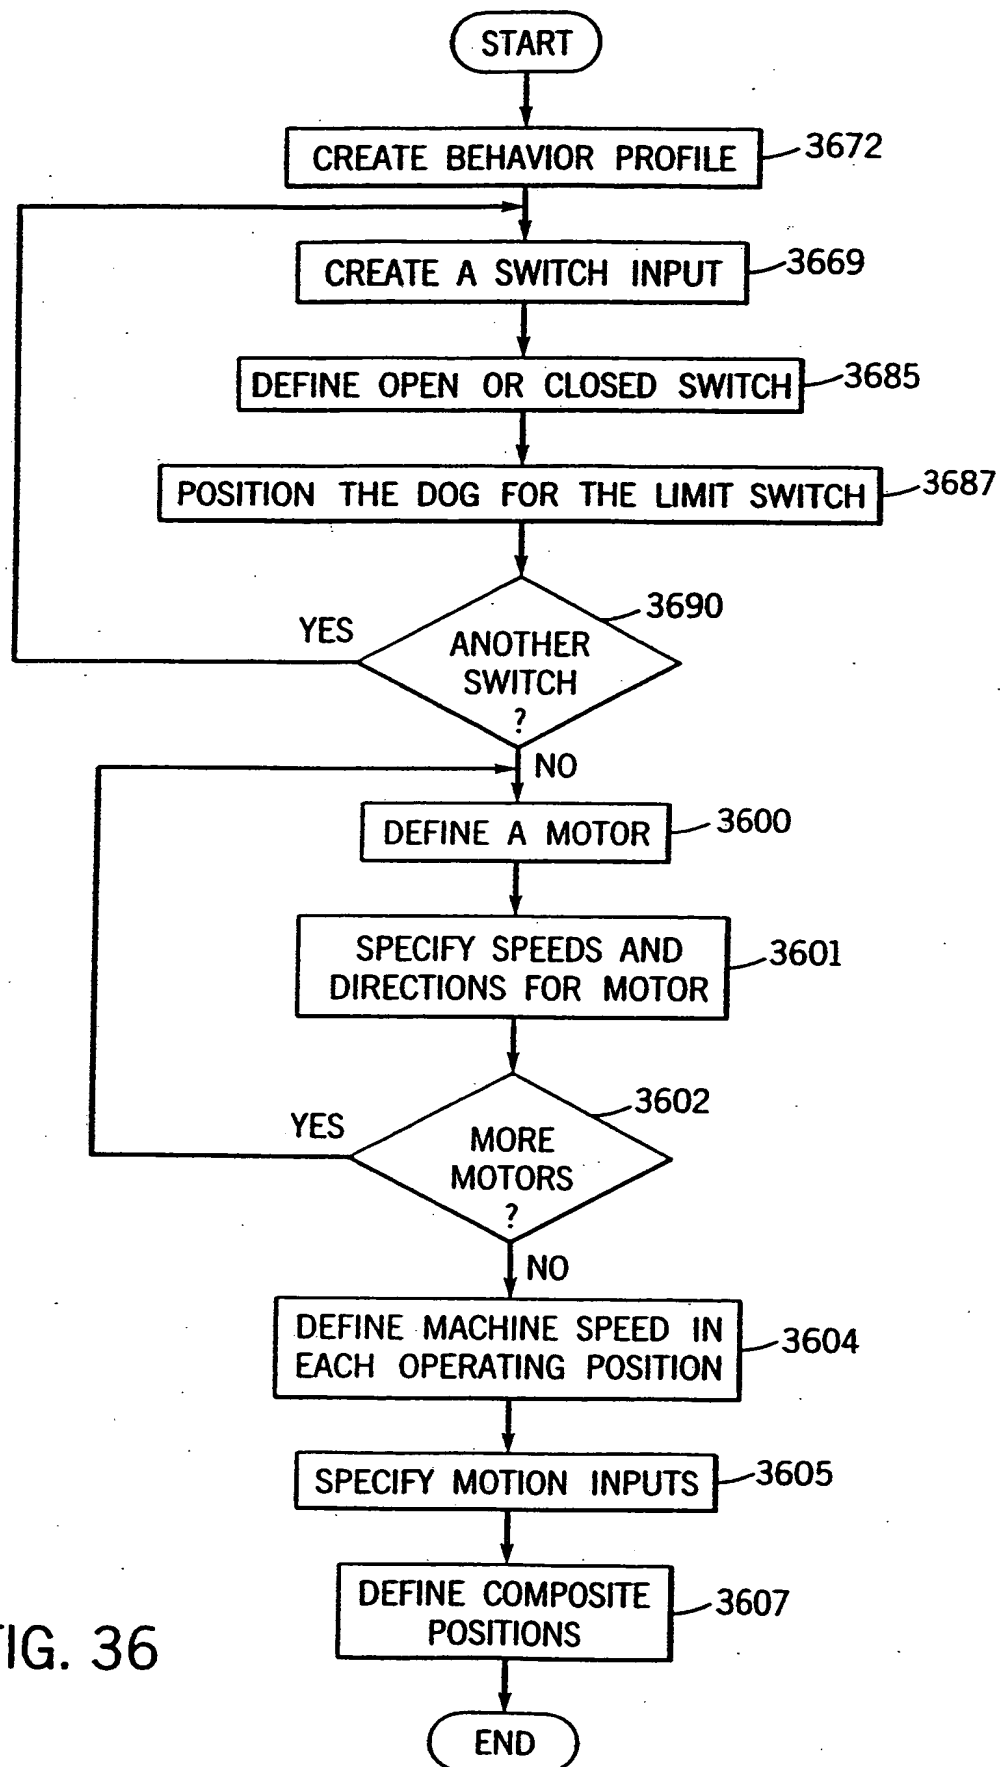 START
CREATE BEHAVIOR PROFILE
3672
CREATE A SWITCH INPUT
3669
DEFINE OPEN OR CLOSED SWITCH
3685
POSITION THE DOG FOR THE LIMIT SWITCH
3687
3690
YES
ANOTHER
SWITCH
?
NO
DEFINE A MOTOR
3600
SPECIFY SPEEDS AND
DIRECTIONS FOR MOTOR
3601
3602
YES
MORE
MOTORS
?
NO
DEFINE MACHINE SPEED IN
EACH OPERATING POSITION
3604
SPECIFY MOTION INPUTS
3605
DEFINE COMPOSITE
POSITIONS
3607
IG. 36
END